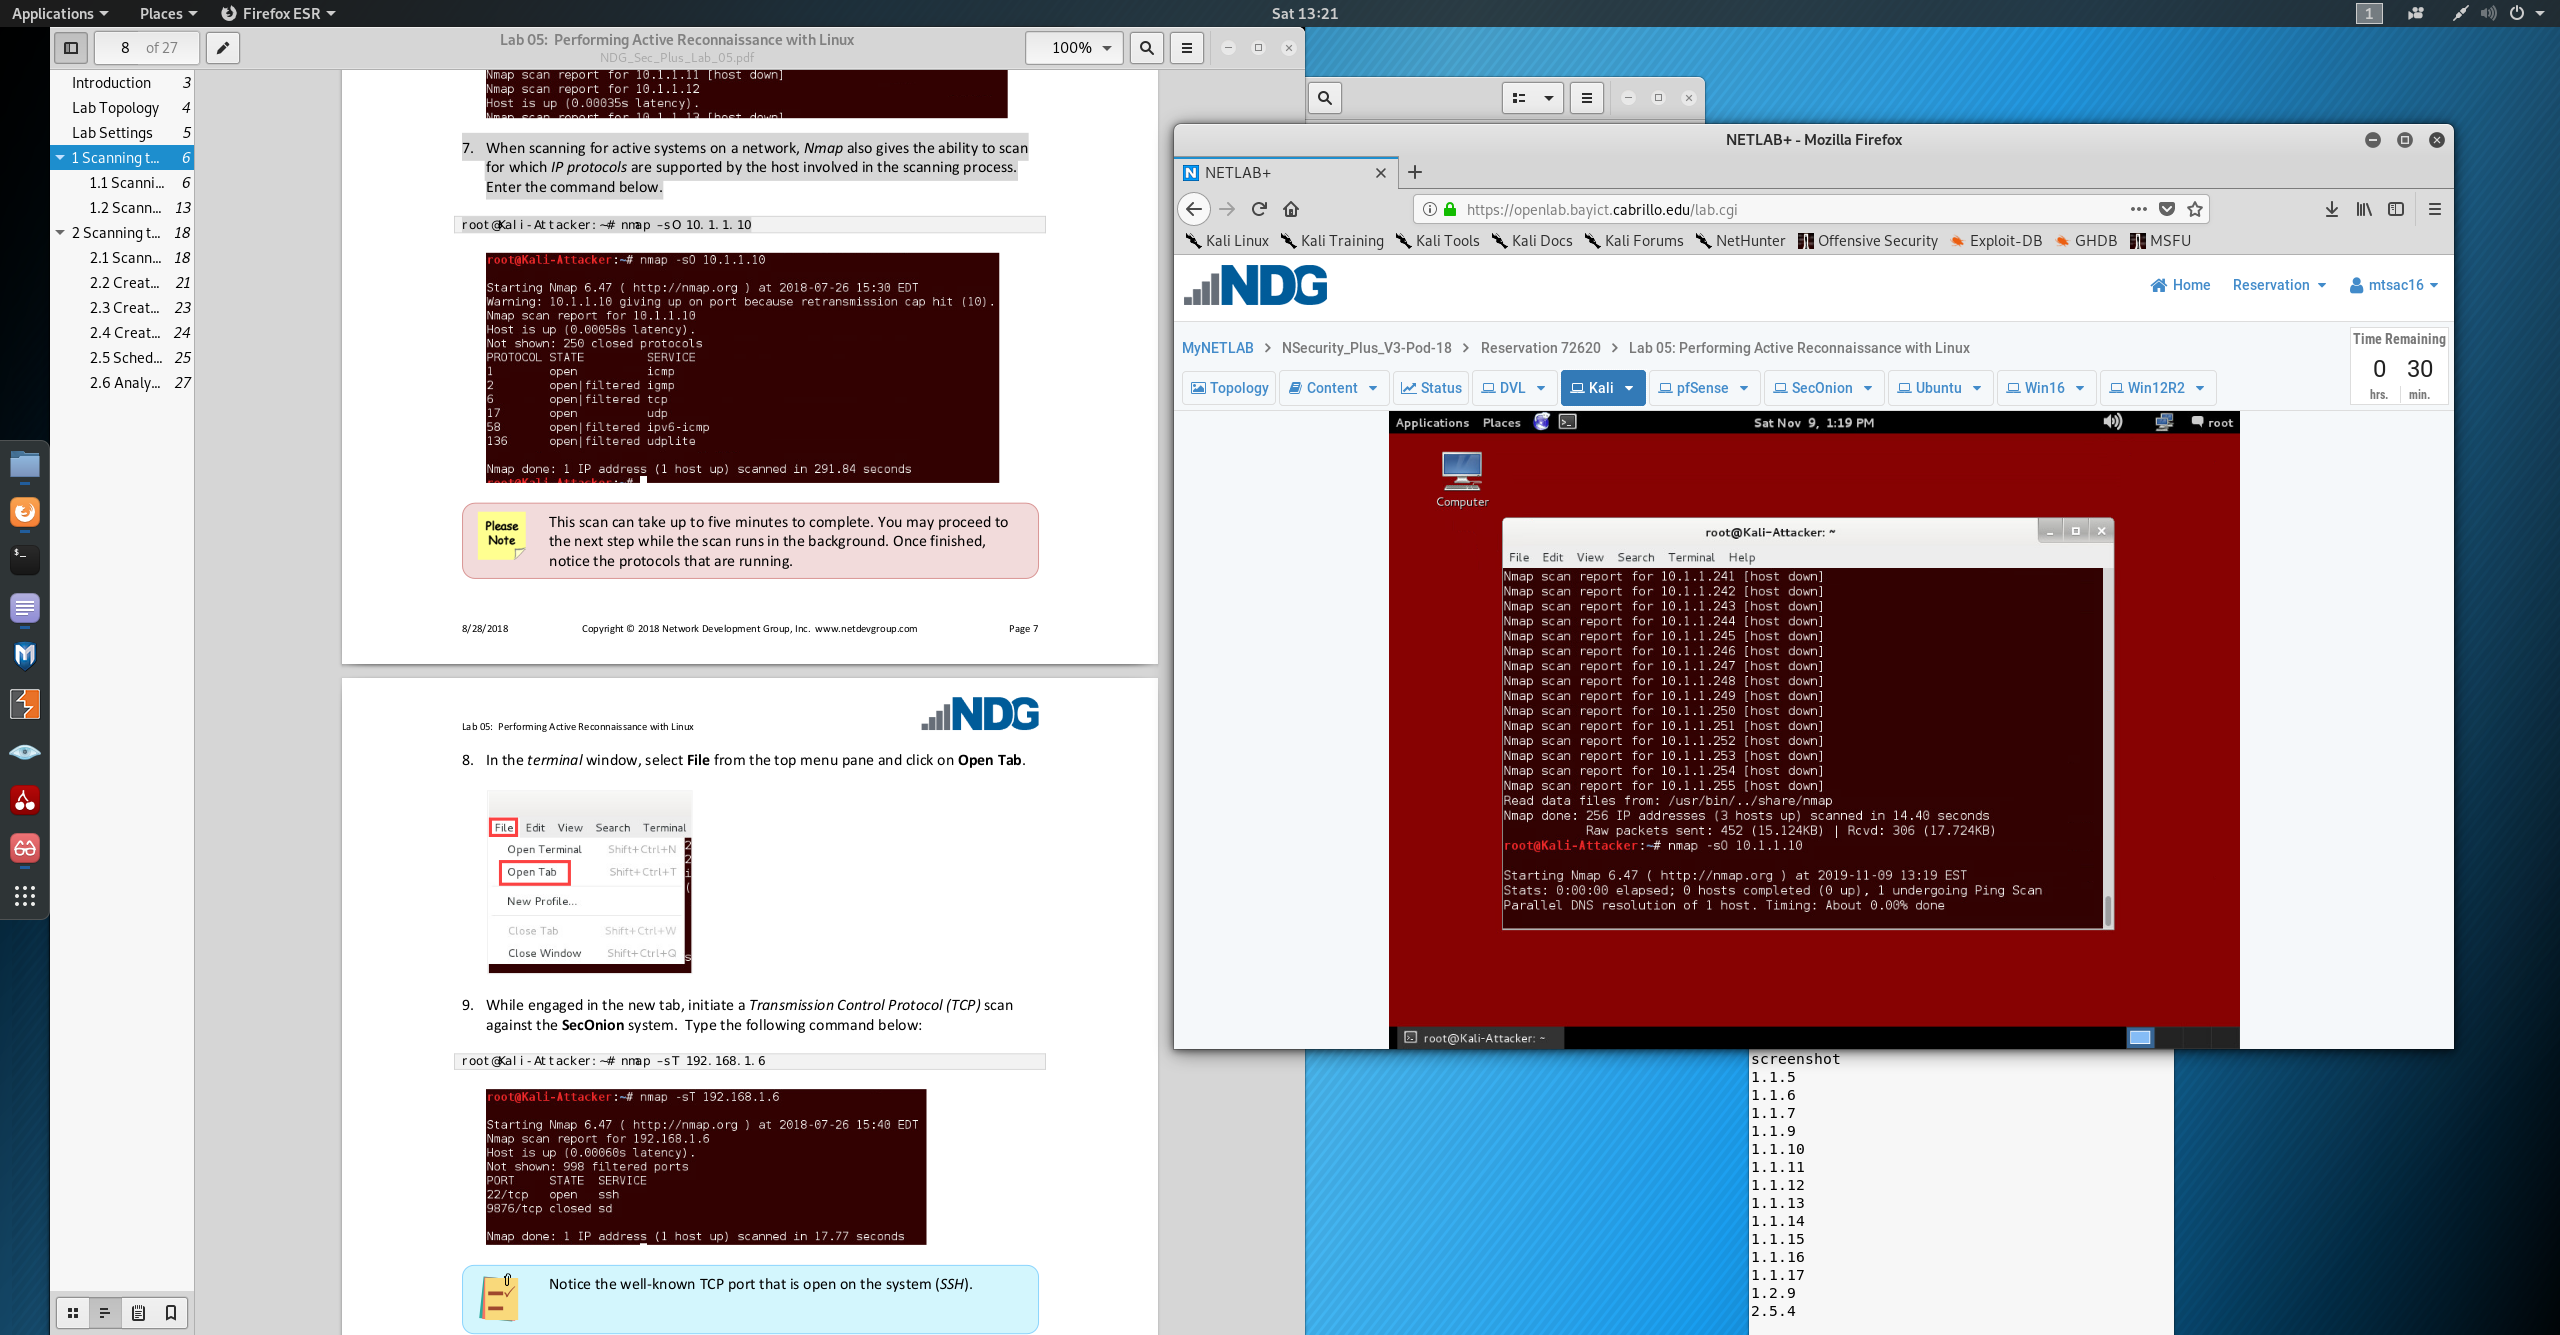 Applications
Places
Firefox ESR
Sat 13:21
1
8
of 27
Lab 05: Performing Active Reconnaissance with Linux
NDG_Sec_Plus_Lab_05.pdf
100%
Introduction 3
Lab Topology 4
Lab Settings 5
1 Scanning t... 6
1.1 Scanni... 6
1.2 Scann... 13
2 Scanning t... 18
2.1 Scann... 18
2.2 Creat... 21
2.3 Creat... 23
2.4 Creat... 24
2.5 Sched... 25
2.6 Analy... 27
Nmap scan report for 10.1.1.11 [host down]
Nmap scan report for 10.1.1.12
Host is up (0.00035s latency).
Nmap scan report for 10.1.1.13 [host down]
7. When scanning for active systems on a network, Nmap also gives the ability to scan
for which IP protocols are supported by the host involved in the scanning process.
Enter the command below.
root@Kali-Attacker:~# nmap -sO 10.1.1.10
root@Kali-Attacker:~# nmap -sO 10.1.1.10
Starting Nmap 6.47 ( http://nmap.org ) at 2018-07-26 15:30 EDT
Warning: 10.1.1.10 giving up on port because retransmission cap hit (10).
Nmap scan report for 10.1.1.10
Host is up (0.00058s latency).
Not shown: 250 closed protocols
PROTOCOL STATE SERVICE
1 open icmp
2 open|filtered igmp
6 open|filtered tcp
17 open udp
58 open|filtered ipv6-icmp
136 open|filtered udplite
Nmap done: 1 IP address (1 host up) scanned in 291.84 seconds
root@Kali-Attacker:~#
Please
Note
This scan can take up to five minutes to complete. You may proceed to
the next step while the scan runs in the background. Once finished,
notice the protocols that are running.
8/28/2018 Copyright © 2018 Network Development Group, Inc. www.netdevgroup.com Page 7
Lab 05: Performing Active Reconnaissance with Linux
NDG
8. In the terminal window, select File from the top menu pane and click on Open Tab.
File Edit View Search Terminal
Open Terminal Shift+Ctrl+N
Open Tab Shift+Ctrl+T
New Profile...
Close Tab Shift+Ctrl+W
Close Window Shift+Ctrl+Q
9. While engaged in the new tab, initiate a Transmission Control Protocol (TCP) scan
against the SecOnion system. Type the following command below:
root@Kali-Attacker:~# nmap -sT 192.168.1.6
root@Kali-Attacker:~# nmap -sT 192.168.1.6
Starting Nmap 6.47 ( http://nmap.org ) at 2018-07-26 15:40 EDT
Nmap scan report for 192.168.1.6
Host is up (0.00060s latency).
Not shown: 998 filtered ports
PORT STATE SERVICE
22/tcp open ssh
9876/tcp closed sd
Nmap done: 1 IP address (1 host up) scanned in 17.77 seconds
Notice the well-known TCP port that is open on the system (SSH).
NETLAB+ - Mozilla Firefox
NETLAB+
https://openlab.bayict.cabrillo.edu/lab.cgi
Kali Linux
Kali Training
Kali Tools
Kali Docs
Kali Forums
NetHunter
Offensive Security
Exploit-DB
GHDB
MSFU
NDG
Home
Reservation
mtsac16
MyNETLAB > NSecurity_Plus_V3-Pod-18 > Reservation 72620 > Lab 05: Performing Active Reconnaissance with Linux
Time Remaining
0 30
hrs. min.
Topology
Content
Status
DVL
Kali
pfSense
SecOnion
Ubuntu
Win16
Win12R2
Applications Places
Sat Nov 9, 1:19 PM
root
Computer
root@Kali-Attacker: ~
File Edit View Search Terminal Help
Nmap scan report for 10.1.1.241 [host down]
Nmap scan report for 10.1.1.242 [host down]
Nmap scan report for 10.1.1.243 [host down]
Nmap scan report for 10.1.1.244 [host down]
Nmap scan report for 10.1.1.245 [host down]
Nmap scan report for 10.1.1.246 [host down]
Nmap scan report for 10.1.1.247 [host down]
Nmap scan report for 10.1.1.248 [host down]
Nmap scan report for 10.1.1.249 [host down]
Nmap scan report for 10.1.1.250 [host down]
Nmap scan report for 10.1.1.251 [host down]
Nmap scan report for 10.1.1.252 [host down]
Nmap scan report for 10.1.1.253 [host down]
Nmap scan report for 10.1.1.254 [host down]
Nmap scan report for 10.1.1.255 [host down]
Read data files from: /usr/bin/../share/nmap
Nmap done: 256 IP addresses (3 hosts up) scanned in 14.40 seconds
Raw packets sent: 452 (15.124KB) | Rcvd: 306 (17.724KB)
root@Kali-Attacker:~# nmap -sO 10.1.1.10
Starting Nmap 6.47 ( http://nmap.org ) at 2019-11-09 13:19 EST
Stats: 0:00:00 elapsed; 0 hosts completed (0 up), 1 undergoing Ping Scan
Parallel DNS resolution of 1 host. Timing: About 0.00% done
root@Kali-Attacker: ~
screenshot
1.1.5
1.1.6
1.1.7
1.1.9
1.1.10
1.1.11
1.1.12
1.1.13
1.1.14
1.1.15
1.1.16
1.1.17
1.2.9
2.5.4